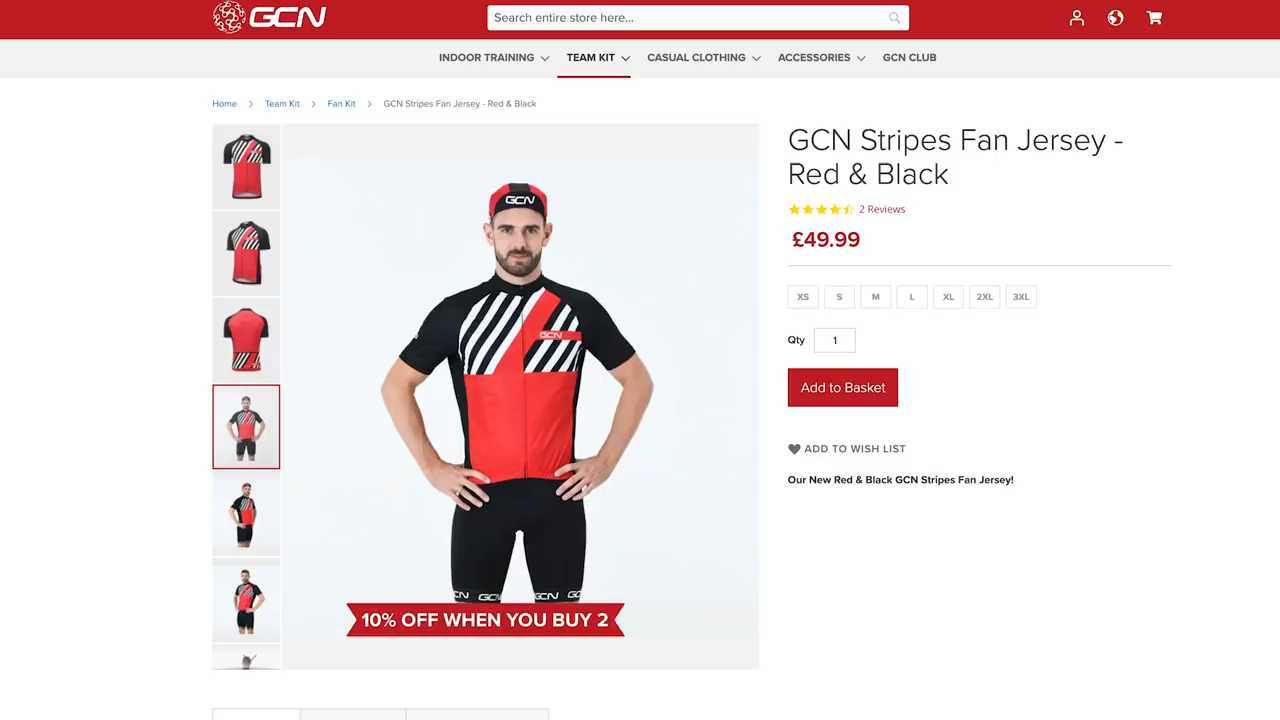 GCN
Search entire store here...
INDOOR TRAINING
TEAM KIT
CASUAL CLOTHING
ACCESSORIES
GCN CLUB
Home
Team Kit
Fan Kit
GCN Stripes Fan Jersey - Red & Black
GCN Stripes Fan Jersey -
Red & Black
2 Reviews
£49.99
XS
S
M
L
XL
2XL
3XL
Qty
1
Add to Basket
ADD TO WISH LIST
Our New Red & Black GCN Stripes Fan Jersey!
GCN
GCN
GCN
10% OFF WHEN YOU BUY 2